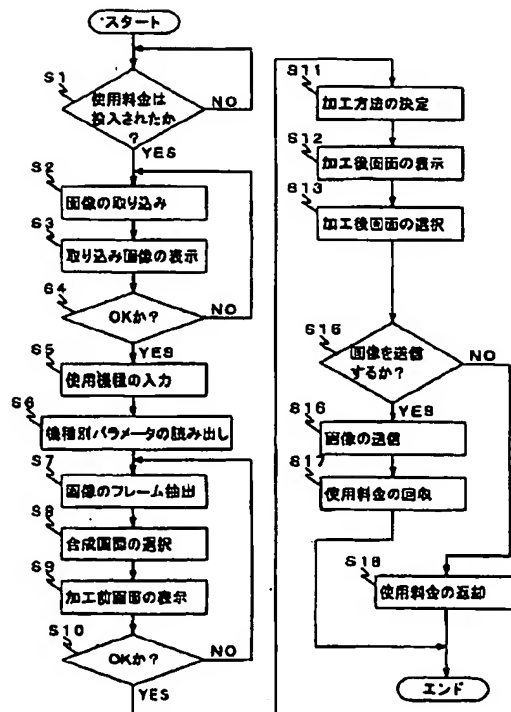 スタート
S1
使用料金は
投入されたか
?
NO
YES
S2
画像の取り込み
S3
取り込み画像の表示
S4
OKか?
NO
YES
S5
使用機種の入力
S6
機種別パラメータの読み出し
S7
画像のフレーム抽出
S8
合成画像の選択
S9
加工前画面の表示
S10
OKか?
NO
YES
S11
加工方法の決定
S12
加工後画面の表示
S13
加工後画面の選択
S15
画像を送信
するか?
NO
YES
S16
画像の送信
S17
使用料金の回収
S18
使用料金の返却
エンド